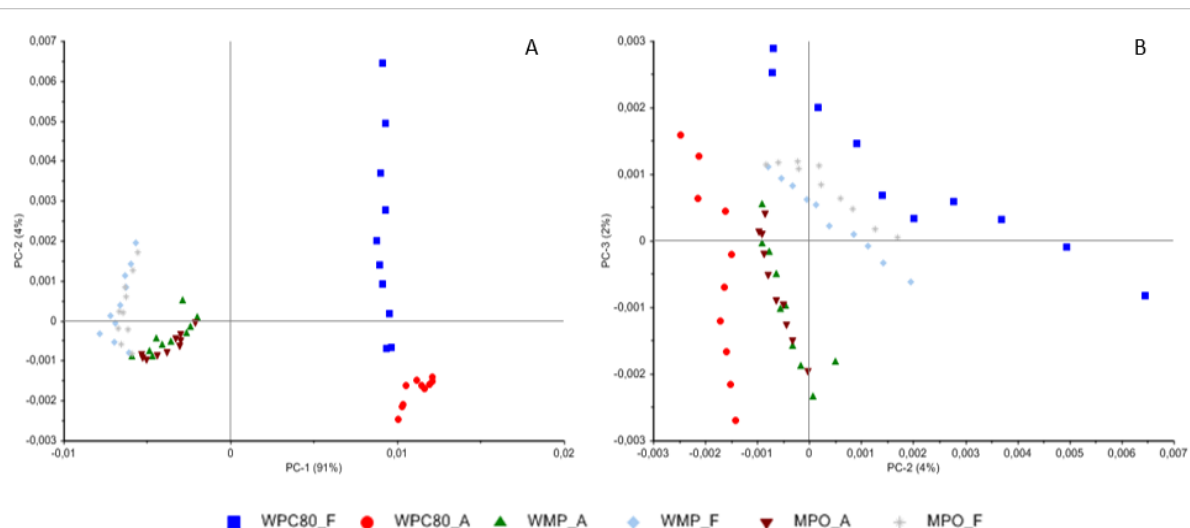 A
0,007
0,006
0,005
0,004
0,003
0,002
0,001
0
-0,001
-0,002
-0,003
PC-2 (4%)
-0,01 0 0,01 0,02
PC-1 (91%)
B
0,003
0,002
0,001
0
-0,001
-0,002
-0,003
PC-3 (2%)
-0,003 -0,002 -0,001 0 0,001 0,002 0,003 0,004 0,005 0,006 0,007
PC-2 (4%)
WPC80_F WPC80_A WMP_A WMP_F MPO_A MPO_F